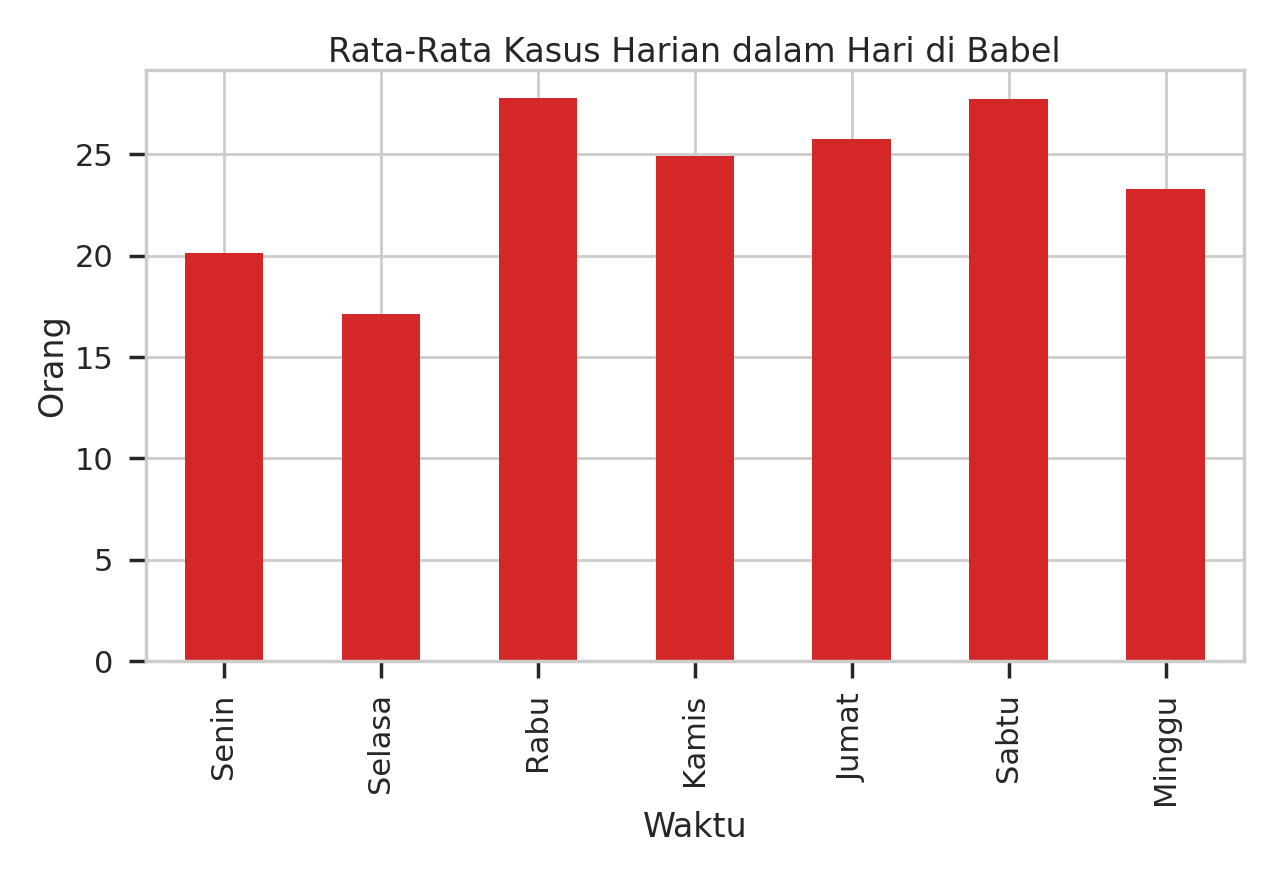 Rata-Rata Kasus Harian dalam Hari di Babel
Orang
25
20
15
10
5
0
Senin
Selasa
Rabu
Kamis
Jumat
Sabtu
Minggu
Waktu